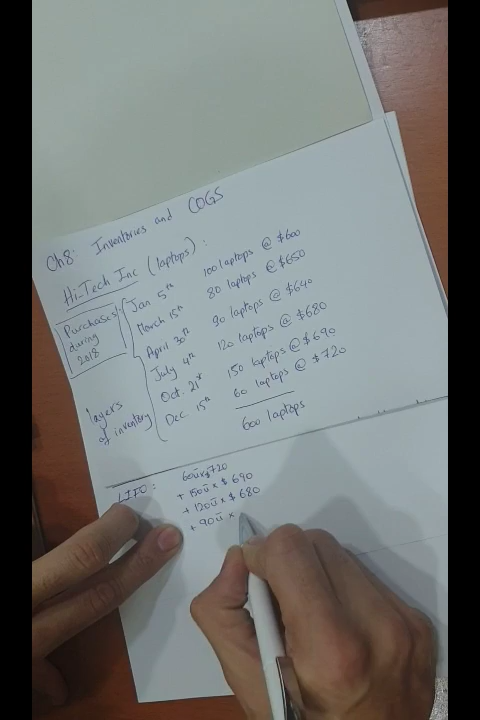 Ch8: Inventories and COGS
Hi-Tech Inc (laptops):
Purchases: during 2018
layers of inventory
Jan 5th 100 laptops @ $600
March 15th 80 laptops @ $650
April 30th 90 laptops @ $640
July 4th 120 laptops @ $680
Oct. 21st 150 laptops @ $690
Dec. 15th 60 laptops @ $720
600 laptops
LIFO: 60u x $720
+ 150u x $690
+ 120u x $680
+ 90u x